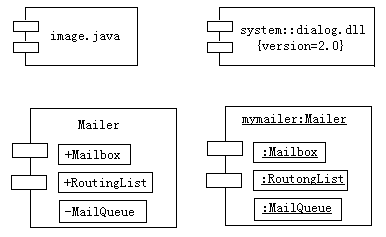 image.java
system::dialog.dll
{version=2.0}
Mailer
+Mailbox
+RoutingList
-MailQueue
mymailer:Mailer
:Mailbox
:RoutongList
:MailQueue